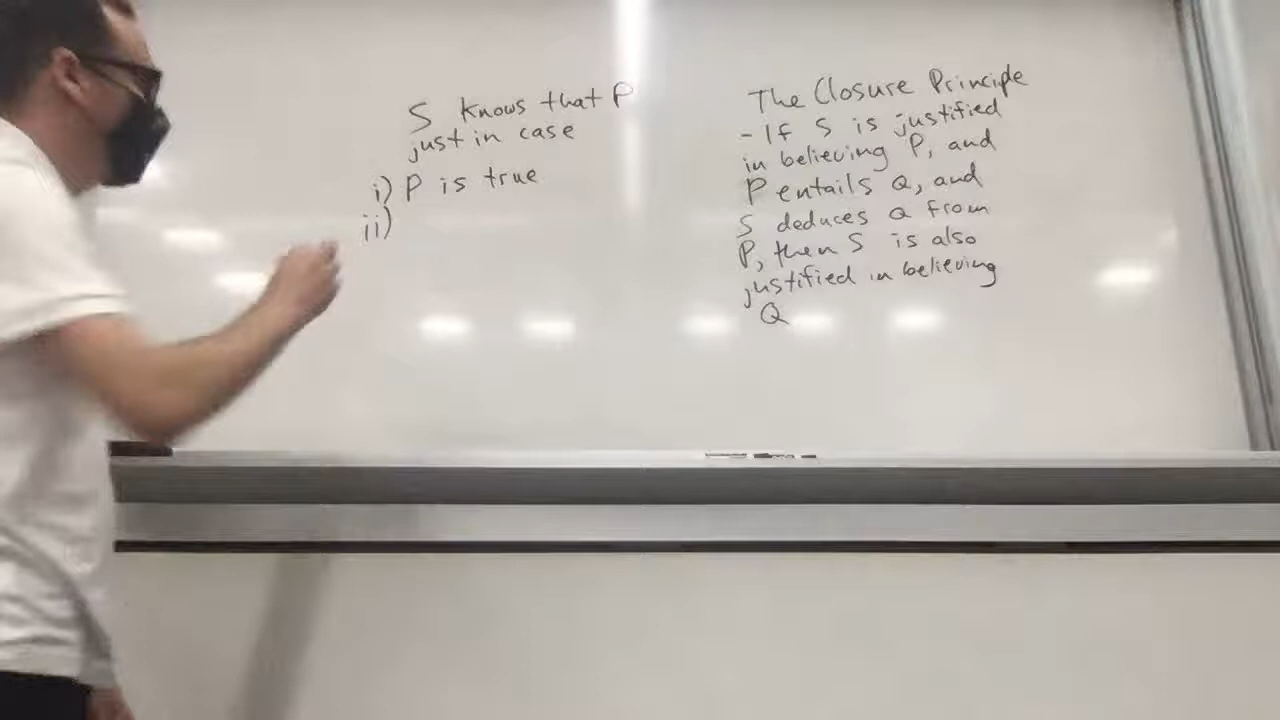 S knows that P
just in case
i) P is true
ii)
The Closure Principle
- If S is justified
in believing P, and
P entails Q, and
S deduces Q from
P, then S is also
justified in believing
Q